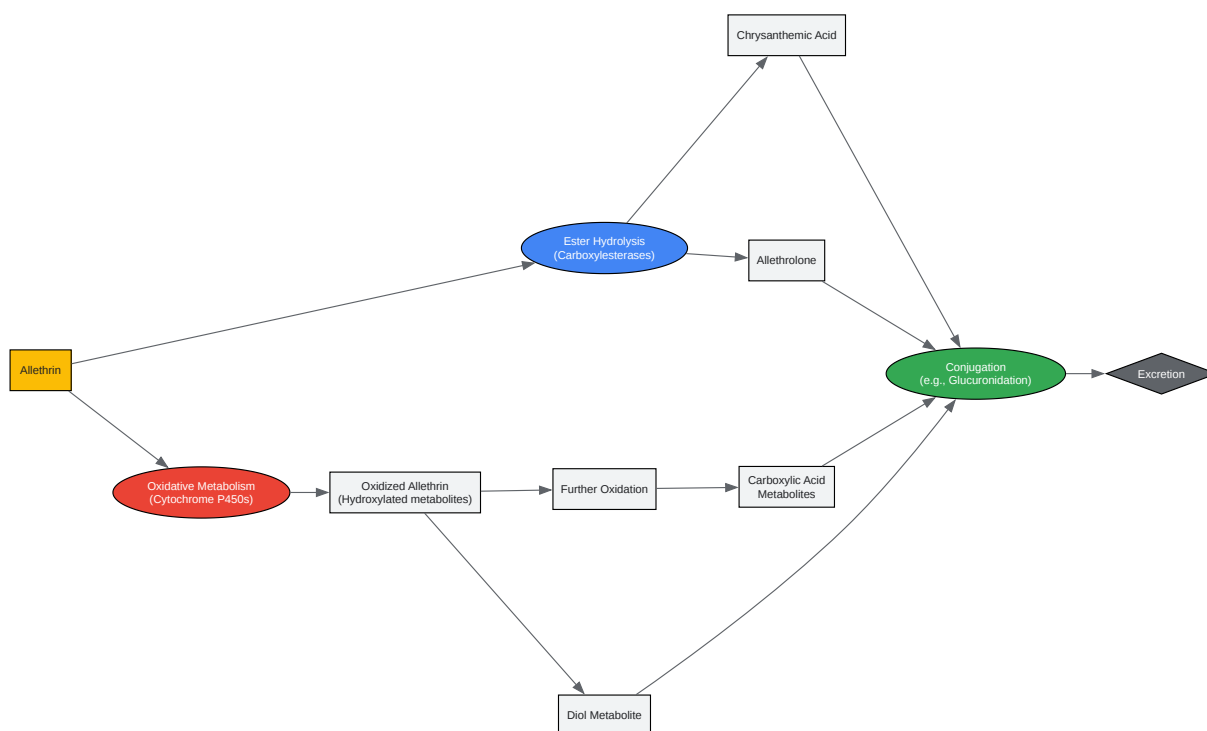 Chrysanthemic Acid
Ester Hydrolysis
(Carboxylesterases)
Allethrolone
Allethrin
Conjugation
(e.g., Glucuronidation)
Excretion
Oxidative Metabolism
(Cytochrome P450s)
Oxidized Allethrin
(Hydroxylated metabolites)
Further Oxidation
Carboxylic Acid
Metabolites
Diol Metabolite